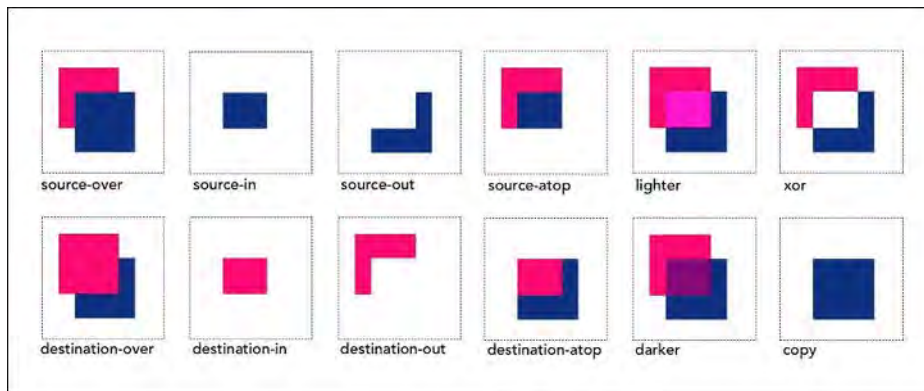 source-over
source-in
source-out
source-atop
lighter
xor
destination-over
destination-in
destination-out
destination-atop
darker
copy